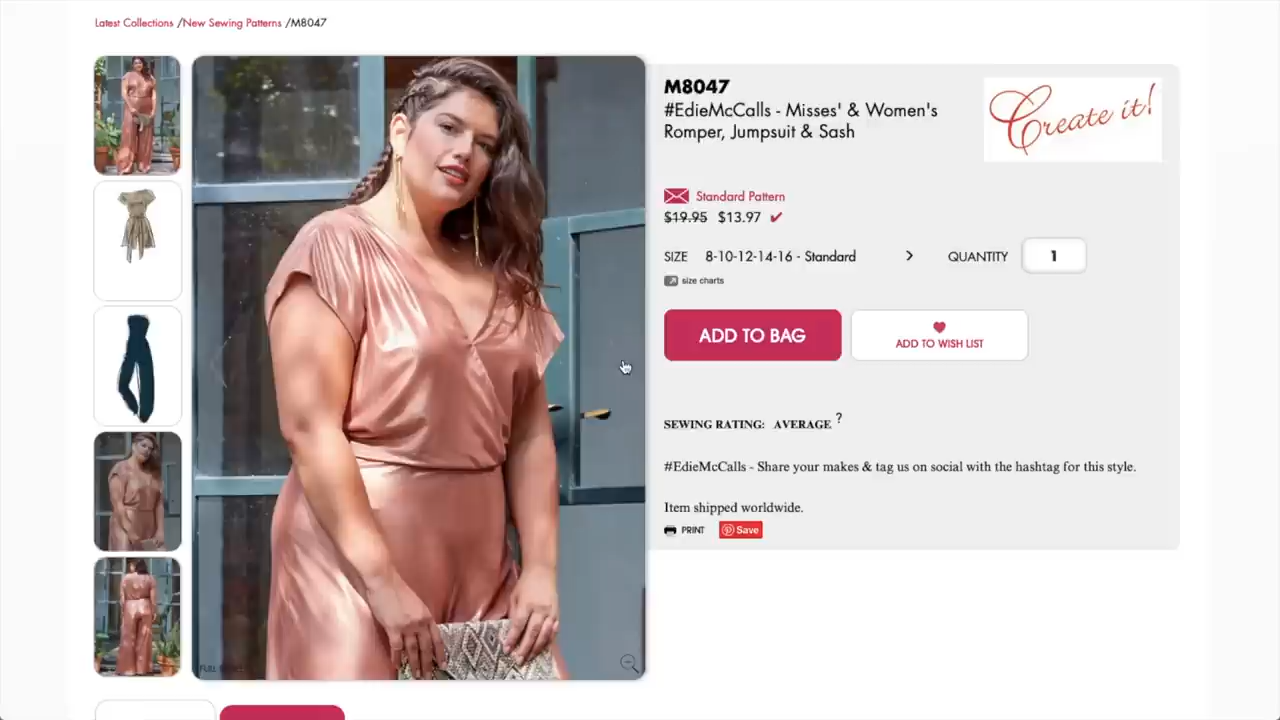 Latest Collections /New Sewing Patterns /M8047
M8047
#EdieMcCalls - Misses' & Women's
Romper, Jumpsuit & Sash
Create it!
Standard Pattern
$19.95 $13.97
SIZE 8-10-12-14-16 - Standard > QUANTITY 1
size charts
ADD TO BAG
ADD TO WISH LIST
SEWING RATING: AVERAGE ?
#EdieMcCalls - Share your makes & tag us on social with the hashtag for this style.
Item shipped worldwide.
PRINT Save